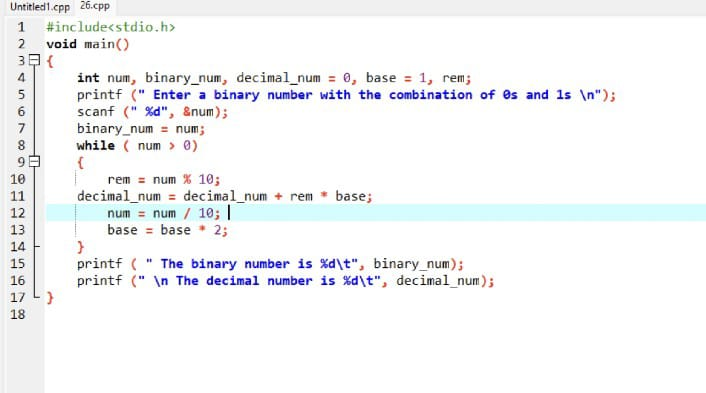 Untitled1.cpp 26.cpp
1 #include<stdio.h>
2 void main()
3 {
4 int num, binary_num, decimal_num = 0, base = 1, rem;
5 printf (" Enter a binary number with the combination of 0s and 1s \n");
6 scanf (" %d", &num);
7 binary_num = num;
8 while ( num > 0)
9 {
10 rem = num % 10;
11 decimal_num = decimal_num + rem * base;
12 num = num / 10;
13 base = base * 2;
14 }
15 printf ( " The binary number is %d\t", binary_num);
16 printf (" \n The decimal number is %d\t", decimal_num);
17 }
18